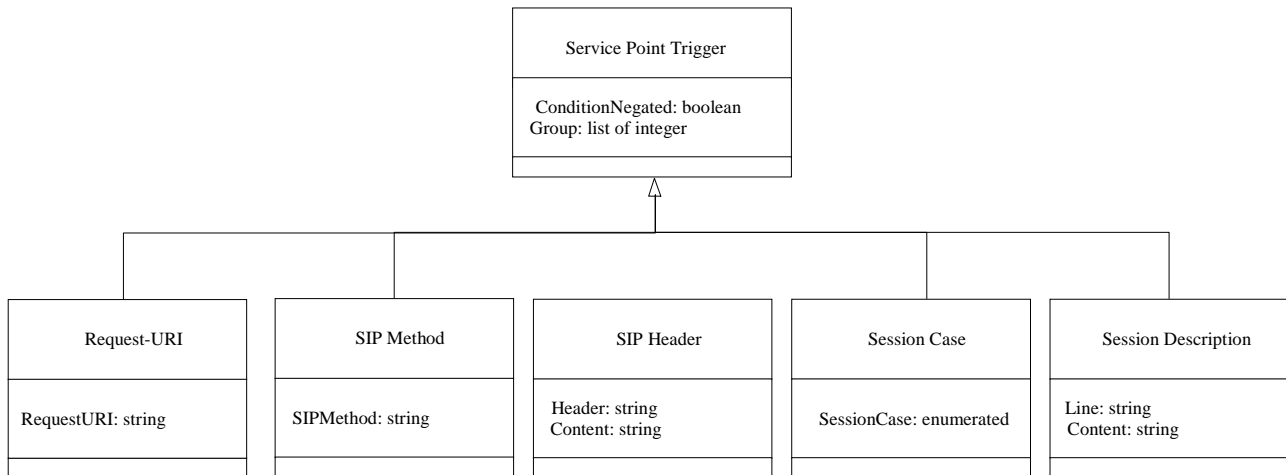 Service Point Trigger
ConditionNegated: boolean
Group: list of integer
Request-URI
RequestURI: string
SIP Method
SIPMethod: string
SIP Header
Header: string
Content: string
Session Case
SessionCase: enumerated
Session Description
Line: string
Content: string